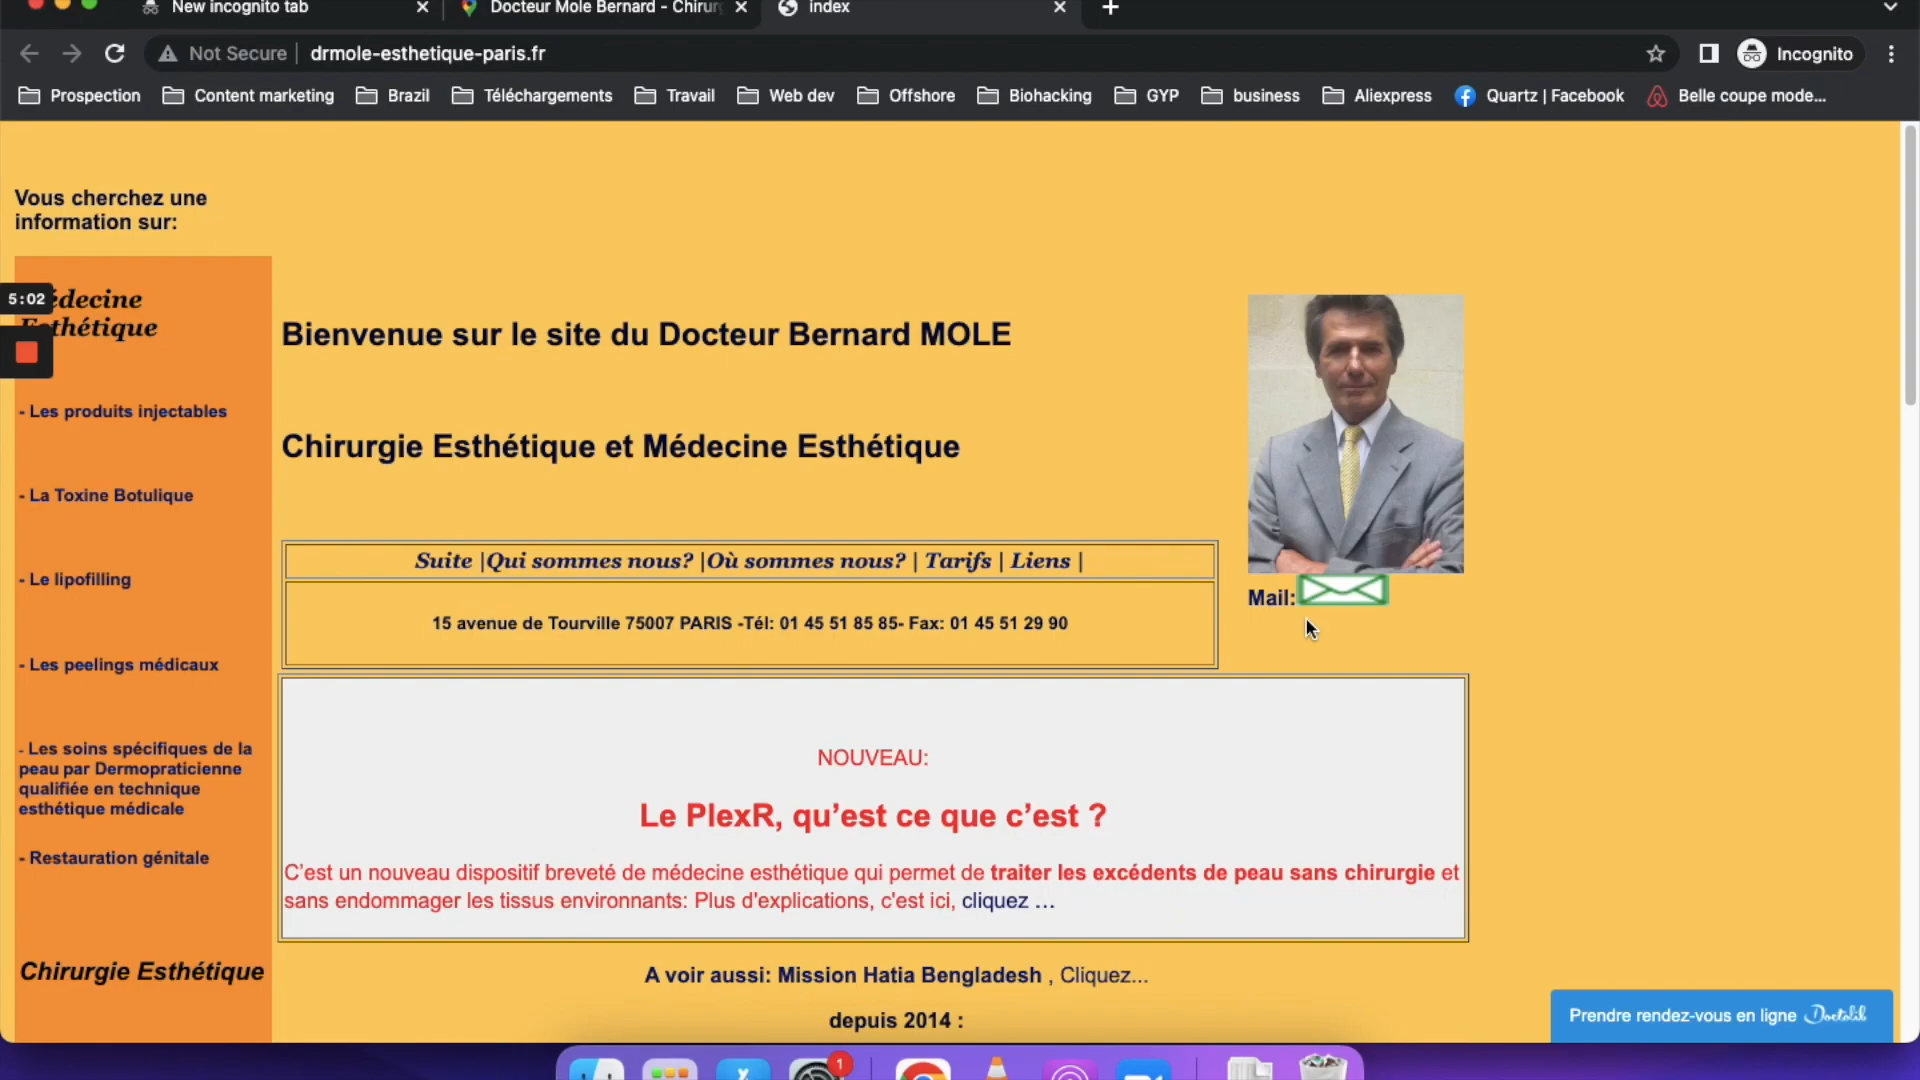 New incognito tab
Docteur Mole Bernard - Chirur
index
Not Secure
drmole-esthetique-paris.fr
Incognito
Prospection
Content marketing
Brazil
Téléchargements
Travail
Web dev
Offshore
Biohacking
GYP
business
Aliexpress
Quartz | Facebook
Belle coupe mode...
Vous cherchez une
information sur:
5:02
édecine
Esthétique
- Les produits injectables
- La Toxine Botulique
- Le lipofilling
- Les peelings médicaux
- Les soins spécifiques de la
peau par Dermopraticienne
qualifiée en technique
esthétique médicale
- Restauration génitale
Chirurgie Esthétique
Bienvenue sur le site du Docteur Bernard MOLE
Chirurgie Esthétique et Médecine Esthétique
Suite |Qui sommes nous? |Où sommes nous? | Tarifs | Liens |
15 avenue de Tourville 75007 PARIS -Tél: 01 45 51 85 85- Fax: 01 45 51 29 90
Mail:
NOUVEAU:
Le PlexR, qu’est ce que c’est ?
C’est un nouveau dispositif breveté de médecine esthétique qui permet de traiter les excédents de peau sans chirurgie et
sans endommager les tissus environnants: Plus d'explications, c'est ici, cliquez …
A voir aussi: Mission Hatia Bengladesh , Cliquez...
depuis 2014 :
Prendre rendez-vous en ligne Doctolib
1